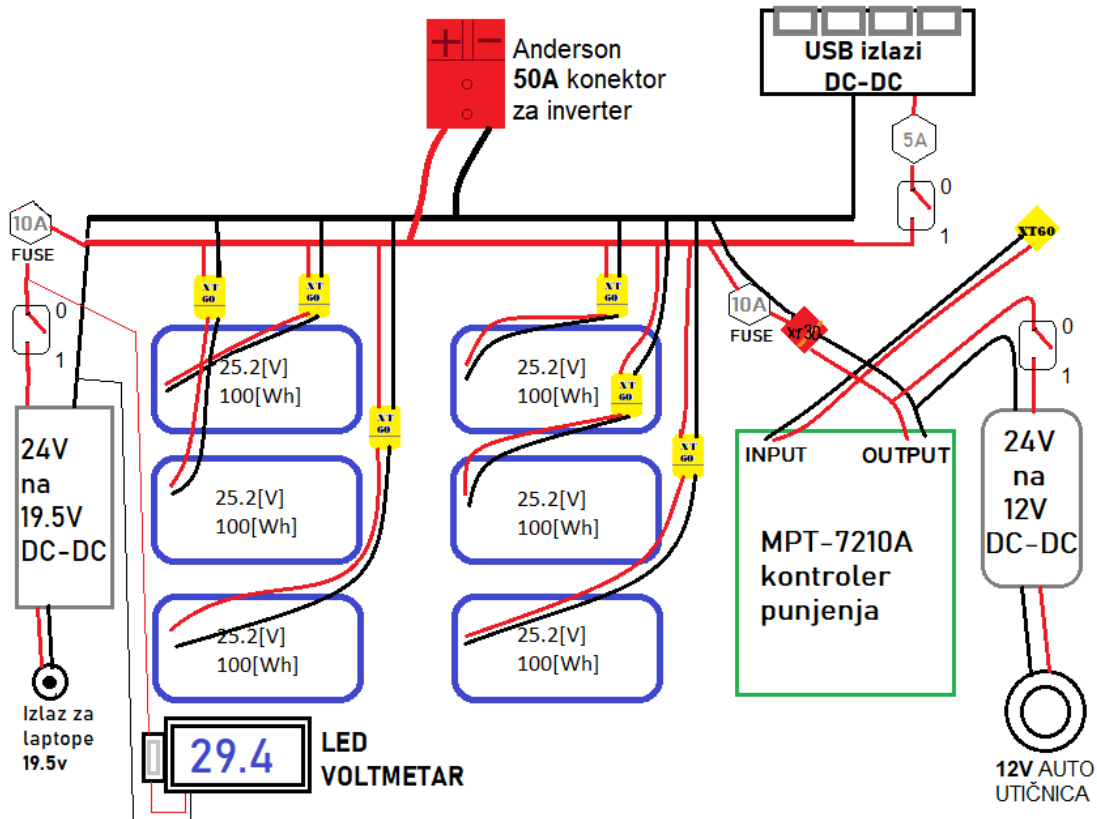 Anderson
50A konektor
za inverter
USB izlazi
DC-DC
5A
0
1
10A
FUSE
0
1
XT
60
XT
60
XT
60
XT
60
XT
60
XT
60
10A
FUSE
xt30
XT60
0
1
25.2[V]
100[Wh]
25.2[V]
100[Wh]
25.2[V]
100[Wh]
25.2[V]
100[Wh]
25.2[V]
100[Wh]
25.2[V]
100[Wh]
24V
na
19.5V
DC-DC
Izlaz za
laptope
19.5v
29.4
LED
VOLTMETAR
INPUT
OUTPUT
MPT-7210A
kontroler
punjenja
24V
na
12V
DC-DC
12V AUTO
UTIČNICA